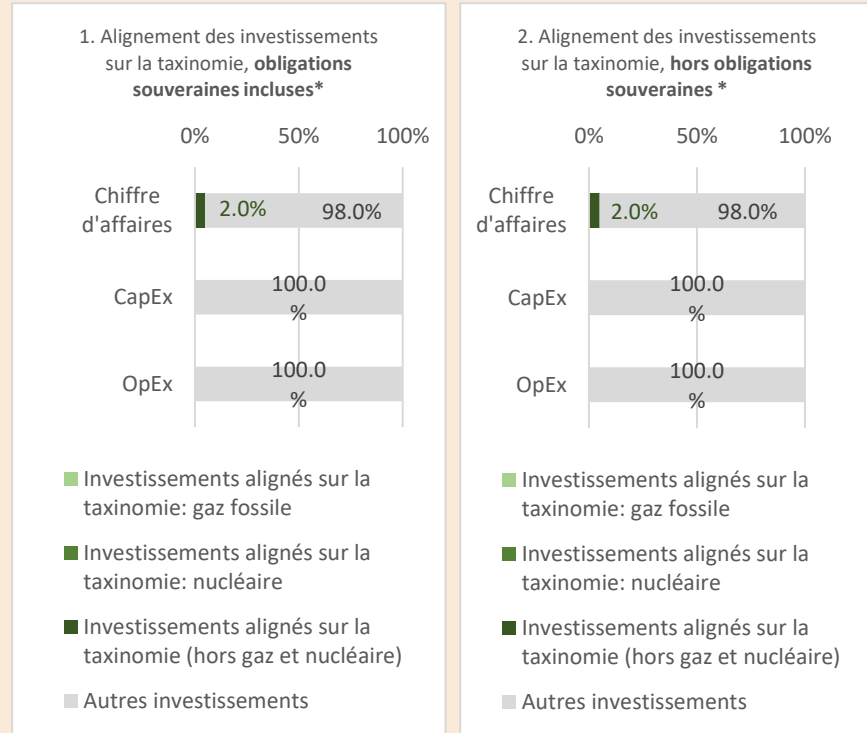 1. Alignement des investissements
sur la taxinomie, obligations
souveraines incluses*
0% 50% 100%
Chiffre
d'affaires
2.0% 98.0%
CapEx
100.0
%
OpEx
100.0
%
Investissements alignés sur la
taxinomie: gaz fossile
Investissements alignés sur la
taxinomie: nucléaire
Investissements alignés sur la
taxinomie (hors gaz et nucléaire)
Autres investissements
2. Alignement des investissements
sur la taxinomie, hors obligations
souveraines *
0% 50% 100%
Chiffre
d'affaires
2.0% 98.0%
CapEx
100.0
%
OpEx
100.0
%
Investissements alignés sur la
taxinomie: gaz fossile
Investissements alignés sur la
taxinomie: nucléaire
Investissements alignés sur la
taxinomie (hors gaz et nucléaire)
Autres investissements